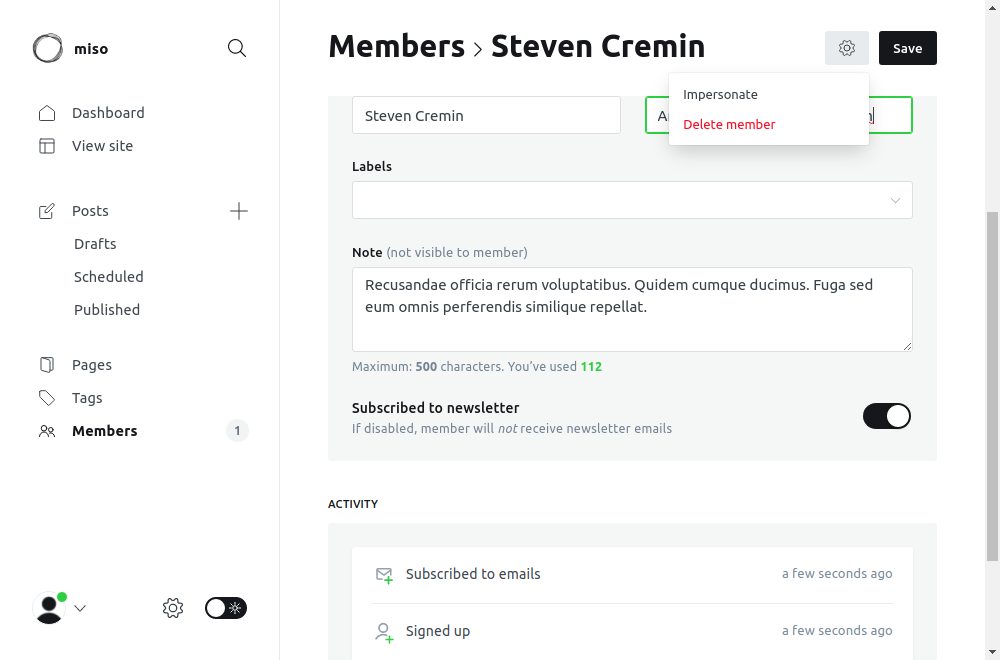 miso
Dashboard
View site
Posts
Drafts
Scheduled
Published
Pages
Tags
Members
1
Members > Steven Cremin
Save
Impersonate
Delete member
Steven Cremin
Labels
Note (not visible to member)
Recusandae officia rerum voluptatibus. Quidem cumque ducimus. Fuga sed
eum omnis perferendis similique repellat.
Maximum: 500 characters. You've used 112
Subscribed to newsletter
If disabled, member will not receive newsletter emails
ACTIVITY
Subscribed to emails
a few seconds ago
Signed up
a few seconds ago